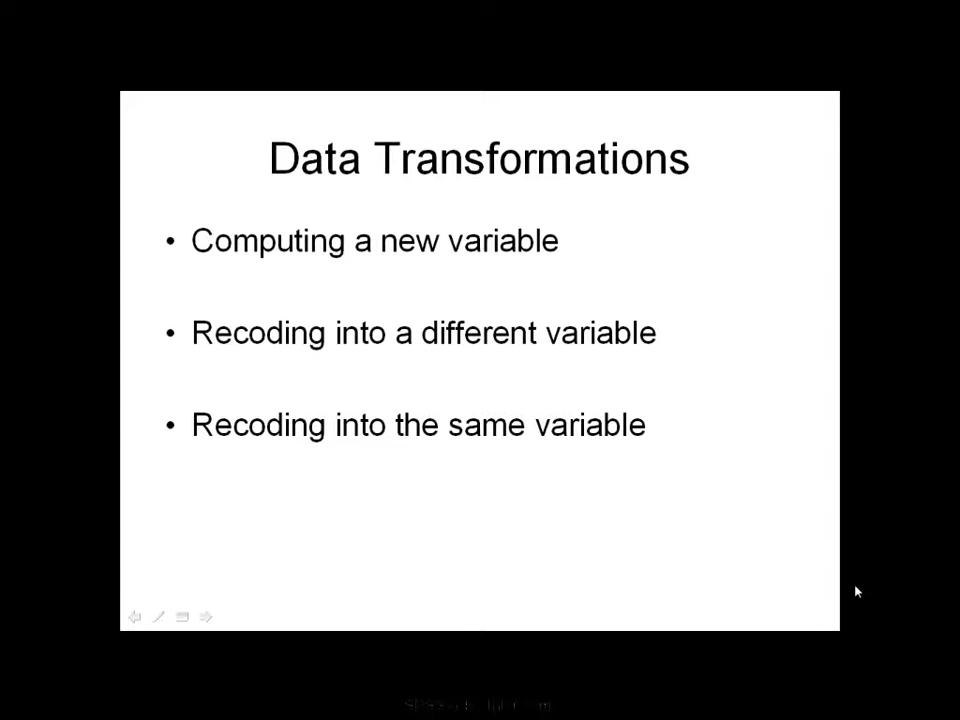 Data Transformations
• Computing a new variable
• Recoding into a different variable
• Recoding into the same variable